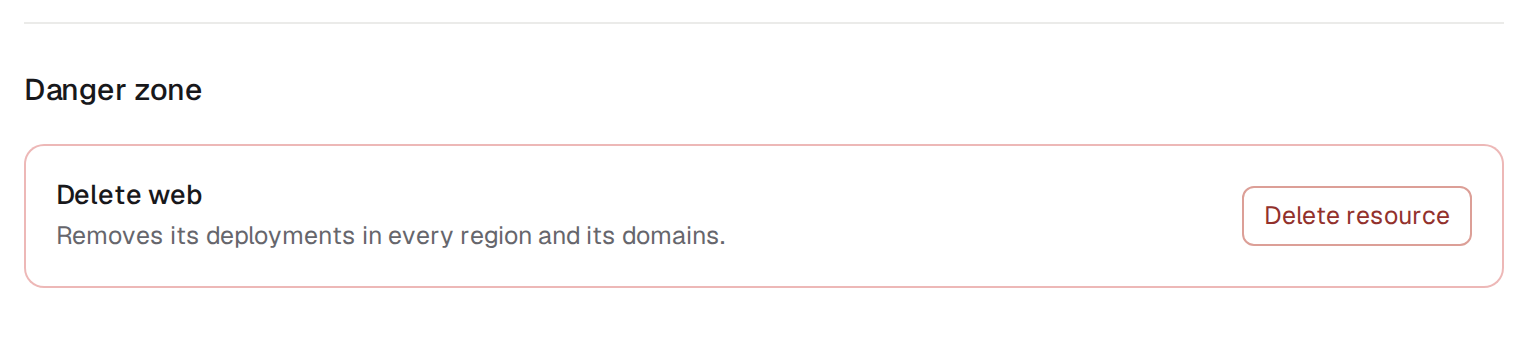 Danger zone
Delete web
Removes its deployments in every region and its domains.
Delete resource